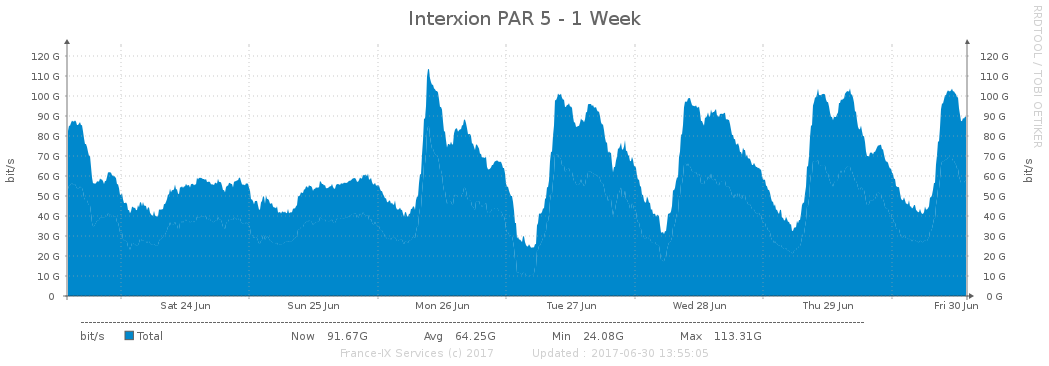 Interxion PAR 5 - 1 Week
RRDTOOL / TOBI OETIKER
120 G 120 G
110 G 110 G
100 G 100 G
90 G 90 G
80 G 80 G
70 G 70 G
60 G 60 G
50 G 50 G
40 G 40 G
30 G 30 G
20 G 20 G
10 G 10 G
0 0 G
bit/s
bit/s
Sat 24 Jun Sun 25 Jun Mon 26 Jun Tue 27 Jun Wed 28 Jun Thu 29 Jun Fri 30 Jun
bit/s Total Now 91.67G Avg 64.25G Min 24.08G Max 113.31G
France-IX Services (c) 2017 Updated : 2017-06-30 13:55:05